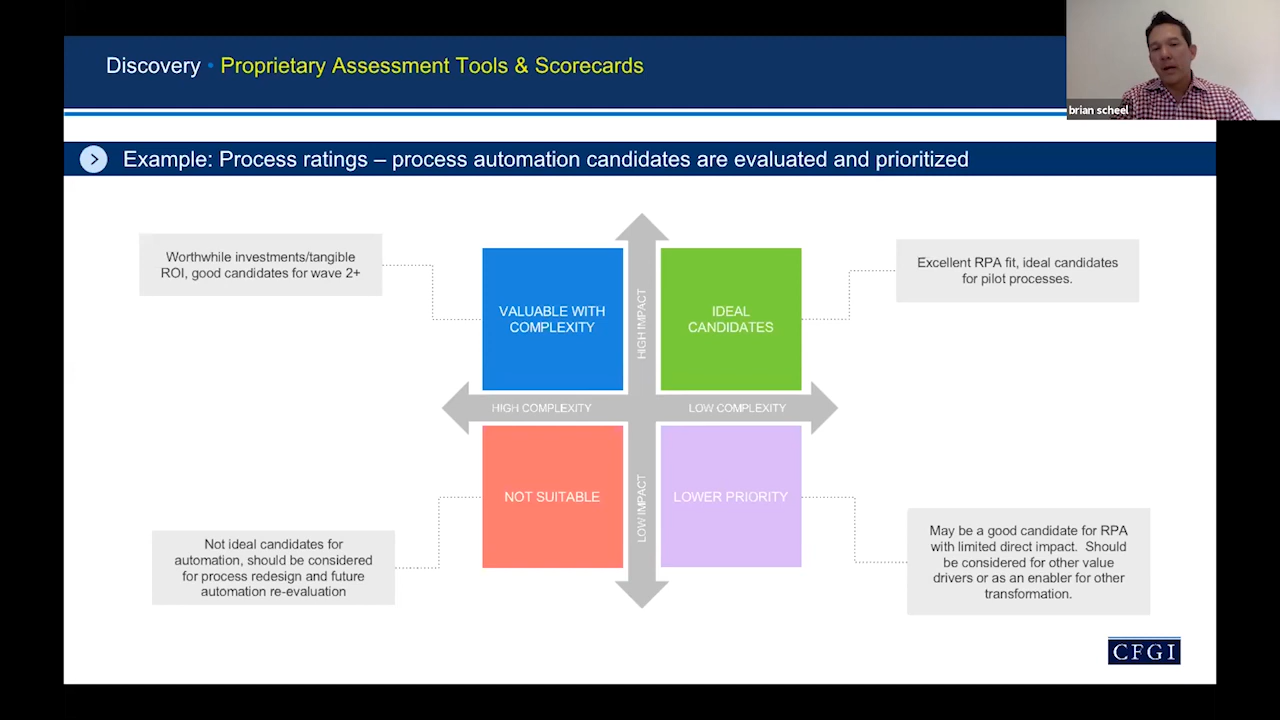 Discovery • Proprietary Assessment Tools & Scorecards
brian scheel
Example: Process ratings – process automation candidates are evaluated and prioritized
Worthwhile investments/tangible
ROI, good candidates for wave 2+
Excellent RPA fit, ideal candidates
for pilot processes.
VALUABLE WITH
COMPLEXITY
HIGH IMPACT
IDEAL
CANDIDATES
HIGH COMPLEXITY
LOW COMPLEXITY
NOT SUITABLE
LOW IMPACT
LOWER PRIORITY
Not ideal candidates for
automation, should be considered
for process redesign and future
automation re-evaluation
May be a good candidate for RPA
with limited direct impact.  Should
be considered for other value
drivers or as an enabler for other
transformation.
CFGI